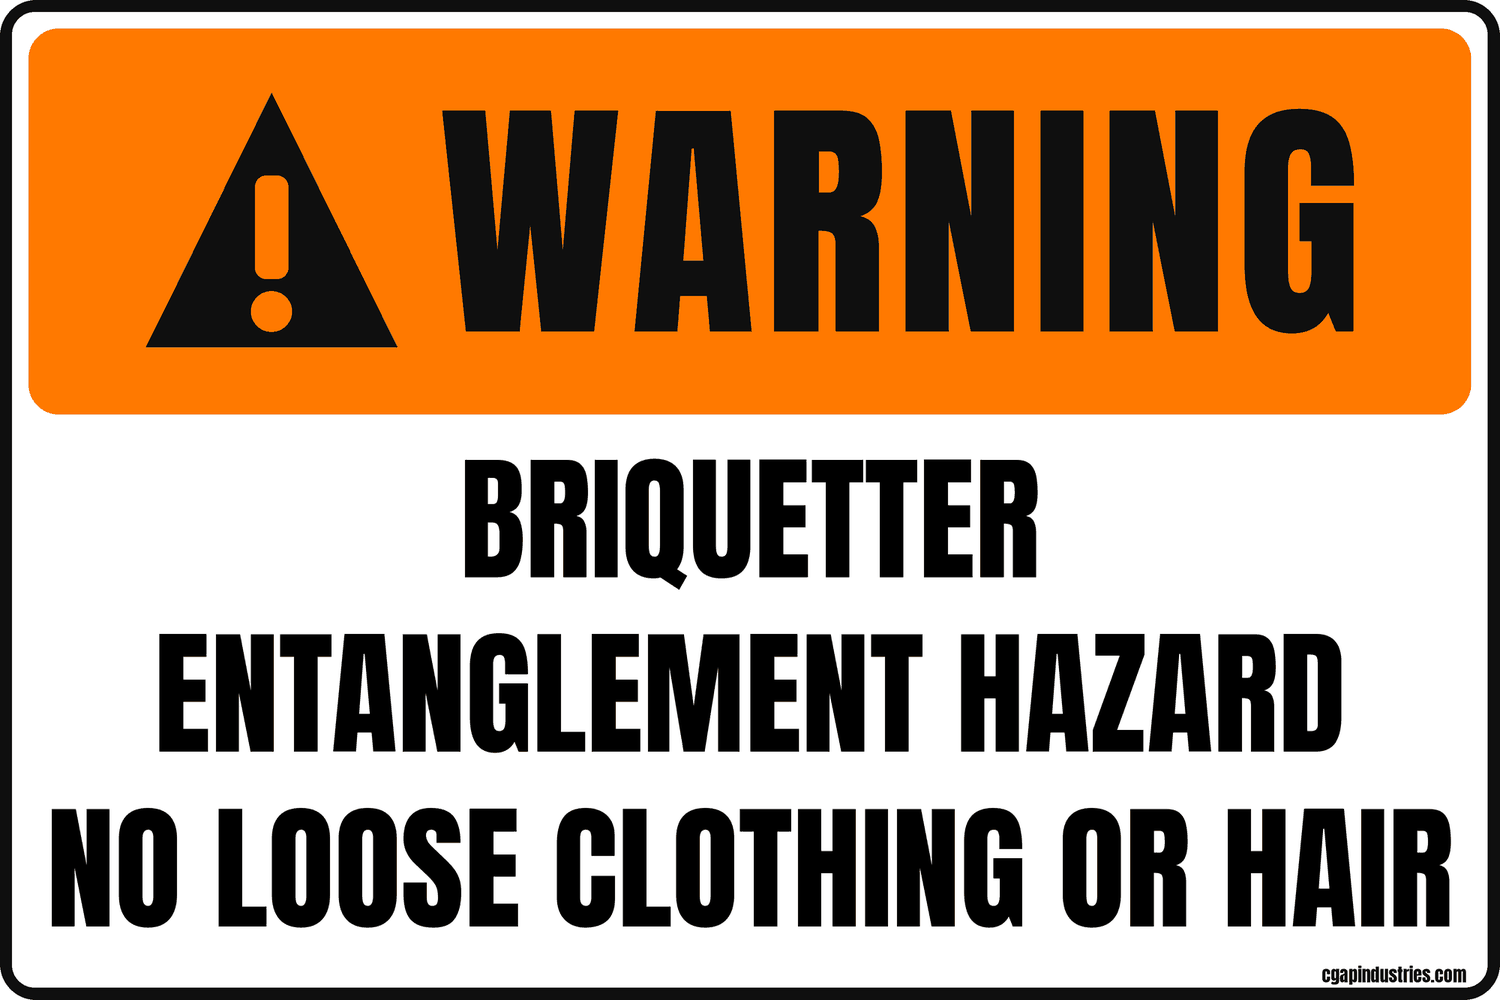 WARNING
BRIQUETTER
ENTANGLEMENT HAZARD
NO LOOSE CLOTHING OR HAIR
cgapindustries.com